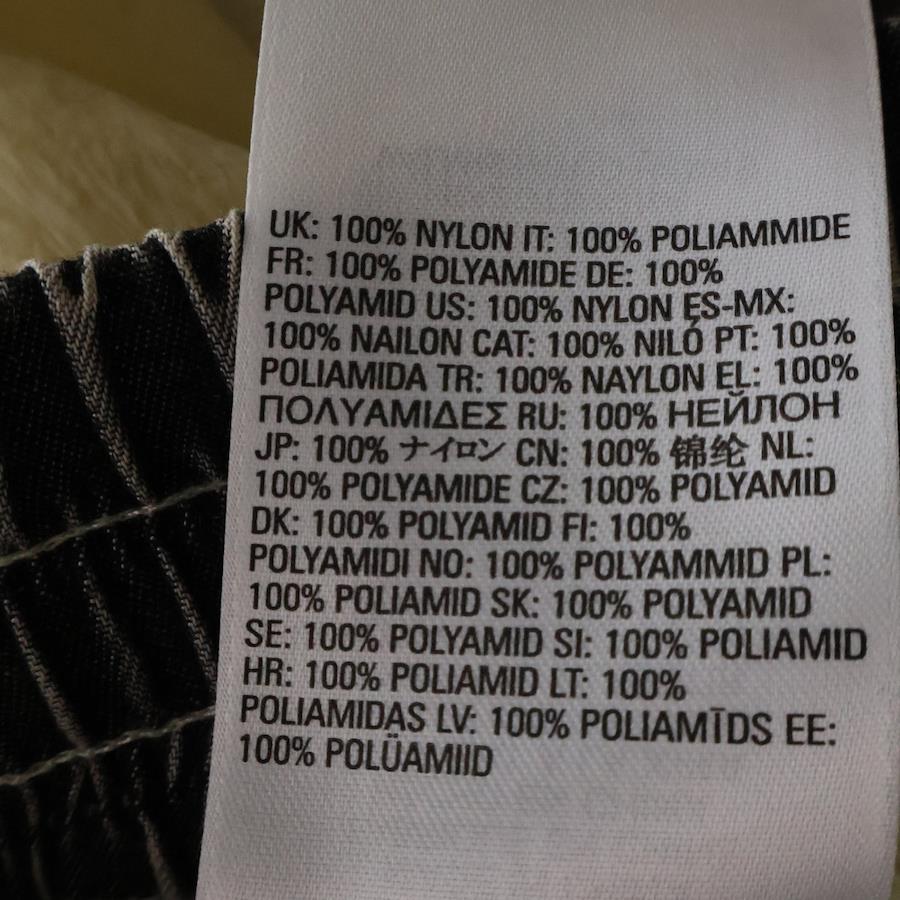 UK: 100% NYLON IT: 100% POLIAMMIDE
FR: 100% POLYAMIDE DE: 100%
POLYAMID US: 100% NYLON ES-MX:
100% NAILON CAT: 100% NILÓ PT: 100%
POLIAMIDA TR: 100% NAYLON EL: 100%
ΠΟΛΥΑΜΙΔΕΣ RU: 100% НЕЙЛОН
JP: 100% ナイロン CN: 100% 锦纶 NL:
100% POLYAMIDE CZ: 100% POLYAMID
DK: 100% POLYAMID FI: 100%
POLYAMIDI NO: 100% POLYAMMID PL:
100% POLIAMID SK: 100% POLYAMID
SE: 100% POLYAMID SI: 100% POLIAMID
HR: 100% POLIAMID LT: 100%
POLIAMIDAS LV: 100% POLIAMĪDS EE:
100% POLÜAMIID